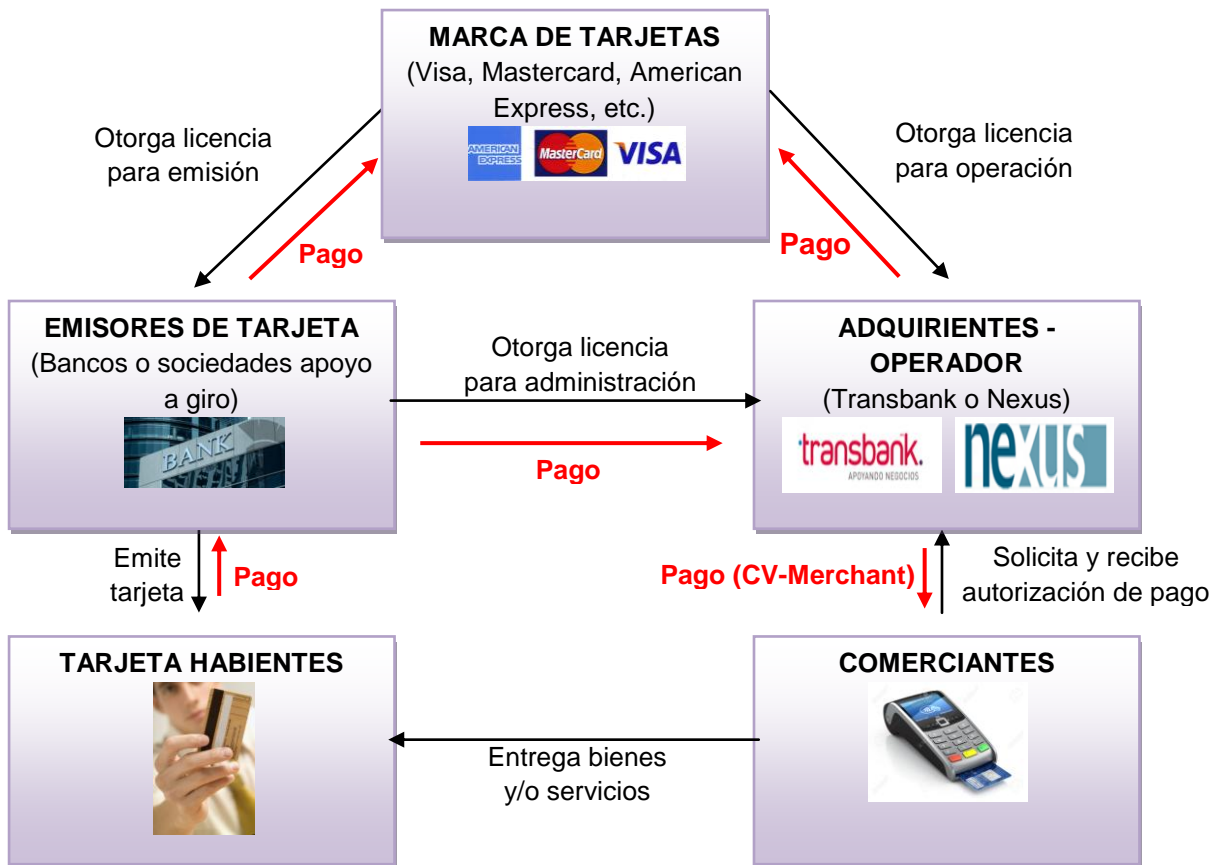 MARCA DE TARJETAS
(Visa, Mastercard, American
Express, etc.)
AMERICAN
EXPRESS
MasterCard
VISA
Otorga licencia
para emisión
Otorga licencia
para operación
Pago
Pago
EMISORES DE TARJETA
(Bancos o sociedades apoyo
a giro)
BANK
Otorga licencia
para administración
Pago
ADQUIRIENTES -
OPERADOR
(Transbank o Nexus)
transbank.
APOYANDO NEGOCIOS
nexus
Emite
tarjeta
Pago
Pago (CV-Merchant)
Solicita y recibe
autorización de pago
TARJETA HABIENTES
COMERCIANTES
Entrega bienes
y/o servicios